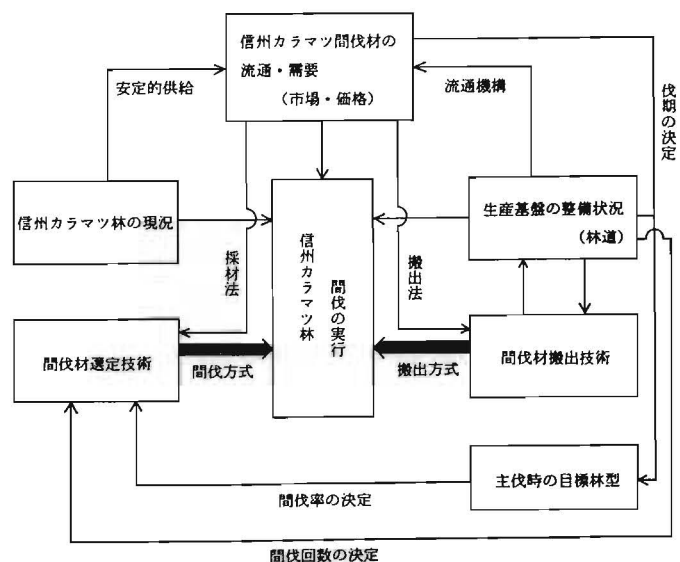 信州カラマツ間伐材の
流通・需要
（市場・価格）
安定的供給
流通機構
伐期の決定
信州カラマツ林の現況
生産基盤の整備状況
（林道）
採材法
信州カラマツ林
間伐の実行
搬出法
間伐材選定技術
間伐方式
搬出方式
間伐材搬出技術
主伐時の目標林型
間伐率の決定
間伐回数の決定